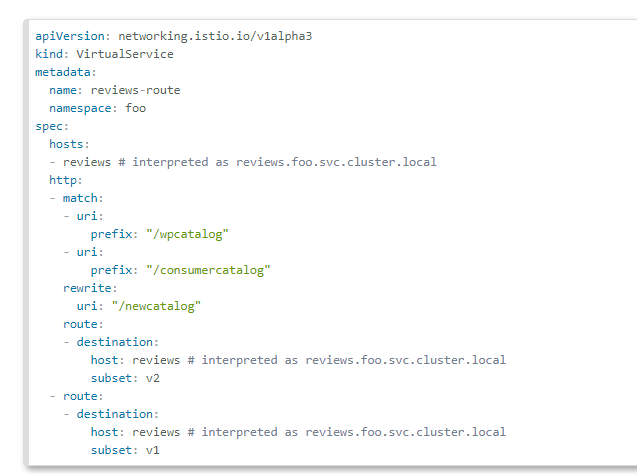 apiVersion: networking.istio.io/v1alpha3
kind: VirtualService
metadata:
  name: reviews-route
  namespace: foo
spec:
  hosts:
  - reviews # interpreted as reviews.foo.svc.cluster.local
  http:
  - match:
    - uri:
        prefix: "/wpcatalog"
    - uri:
        prefix: "/consumercatalog"
    rewrite:
      uri: "/newcatalog"
    route:
    - destination:
        host: reviews # interpreted as reviews.foo.svc.cluster.local
        subset: v2
  - route:
    - destination:
        host: reviews # interpreted as reviews.foo.svc.cluster.local
        subset: v1